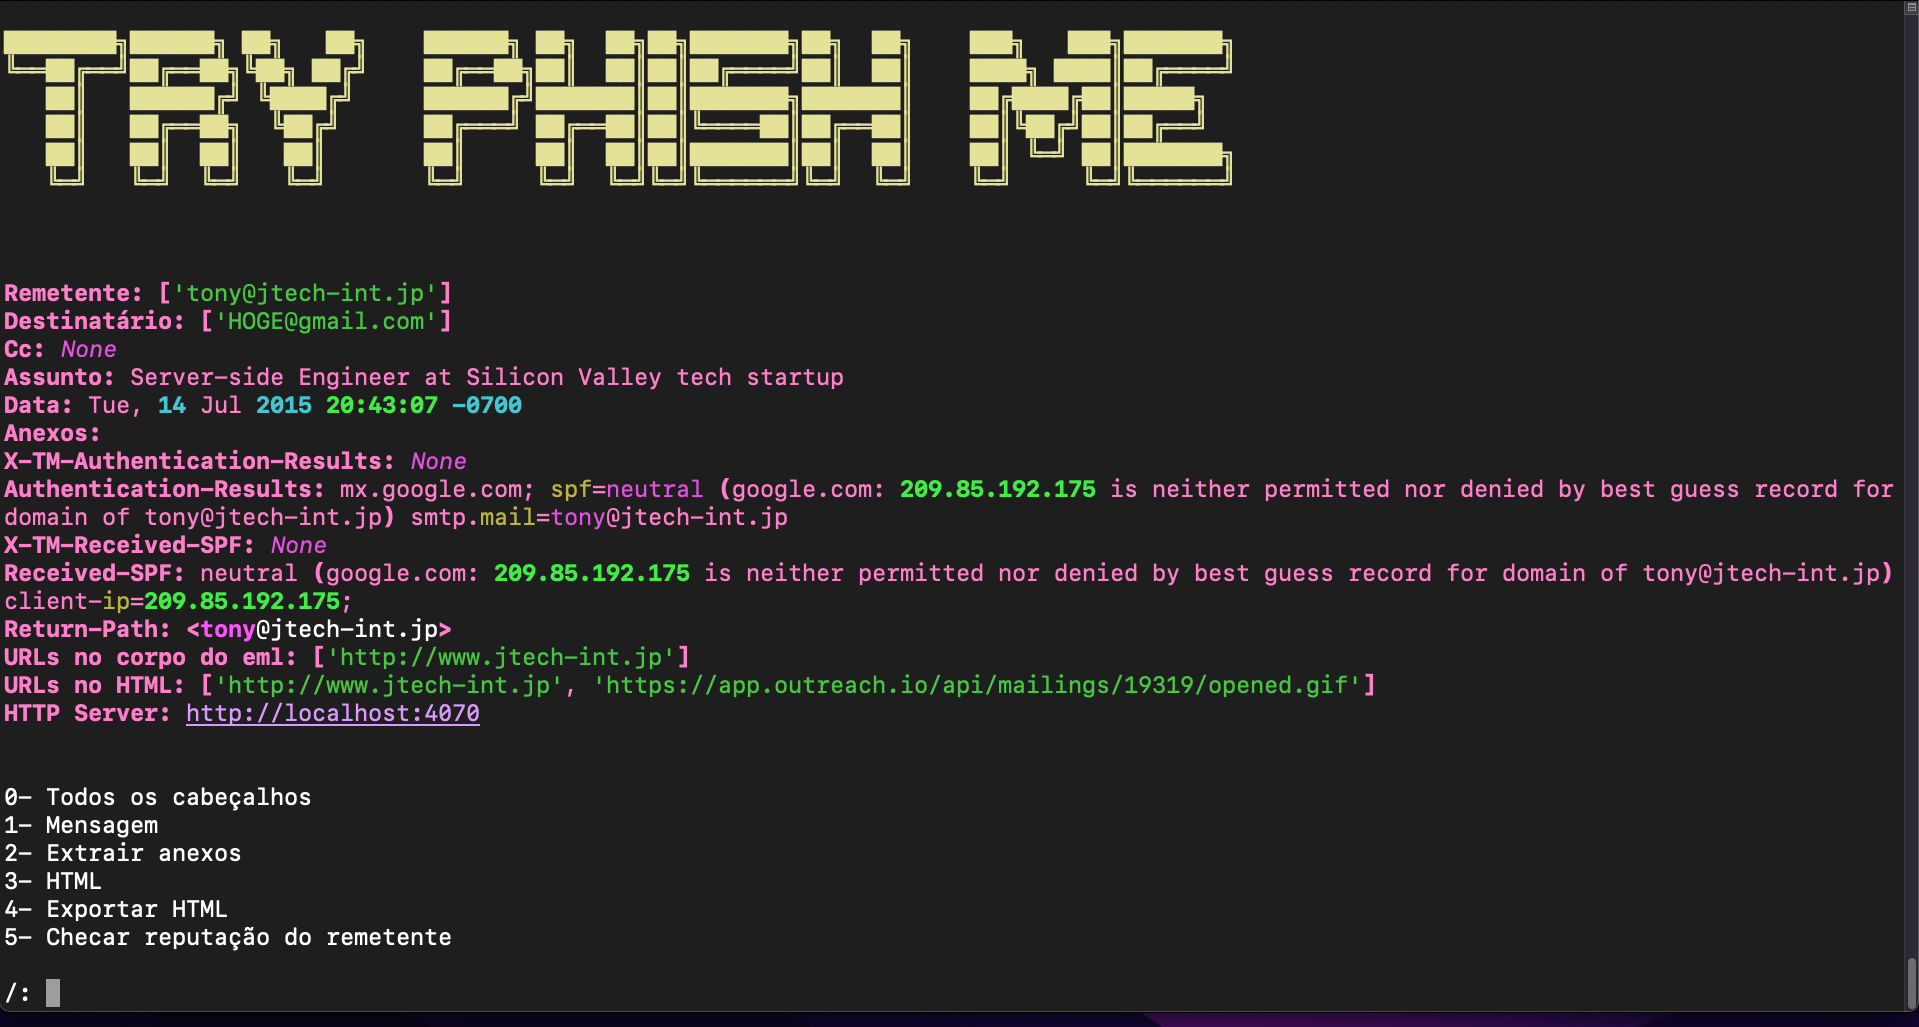 TRY PHISH ME
Remetente: ['tony@jtech-int.jp']
Destinatário: ['HOGE@gmail.com']
Cc: None
Assunto: Server-side Engineer at Silicon Valley tech startup
Data: Tue, 14 Jul 2015 20:43:07 -0700
Anexos:
X-TM-Authentication-Results: None
Authentication-Results: mx.google.com; spf=neutral (google.com: 209.85.192.175 is neither permitted nor denied by best guess record for
domain of tony@jtech-int.jp) smtp.mail=tony@jtech-int.jp
X-TM-Received-SPF: None
Received-SPF: neutral (google.com: 209.85.192.175 is neither permitted nor denied by best guess record for domain of tony@jtech-int.jp)
client-ip=209.85.192.175;
Return-Path: <tony@jtech-int.jp>
URLs no corpo do eml: ['http://www.jtech-int.jp']
URLs no HTML: ['http://www.jtech-int.jp', 'https://app.outreach.io/api/mailings/19319/opened.gif']
HTTP Server: http://localhost:4070
0- Todos os cabeçalhos
1- Mensagem
2- Extrair anexos
3- HTML
4- Exportar HTML
5- Checar reputação do remetente
/: